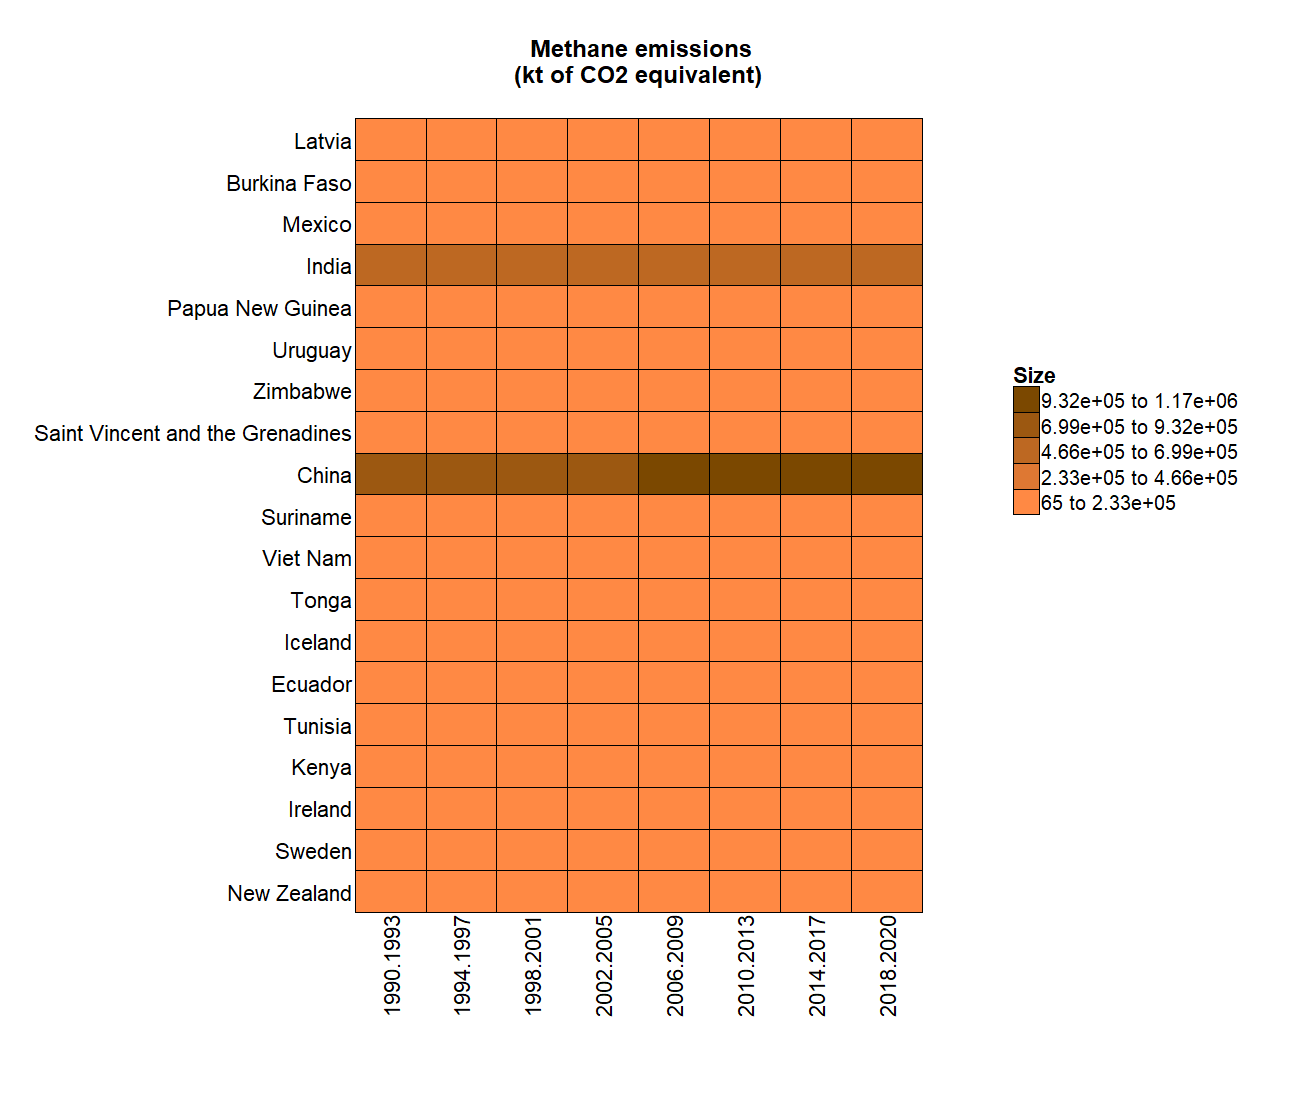 Methane emissions
(kt of CO2 equivalent)
Latvia
Burkina Faso
Mexico
India
Papua New Guinea
Uruguay
Zimbabwe
Saint Vincent and the Grenadines
China
Suriname
Viet Nam
Tonga
Iceland
Ecuador
Tunisia
Kenya
Ireland
Sweden
New Zealand
1990.1993
1994.1997
1998.2001
2002.2005
2006.2009
2010.2013
2014.2017
2018.2020
Size
9.32e+05 to 1.17e+06
6.99e+05 to 9.32e+05
4.66e+05 to 6.99e+05
2.33e+05 to 4.66e+05
65 to 2.33e+05